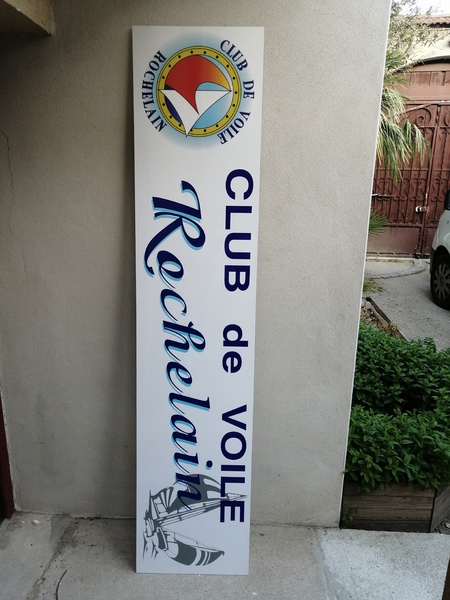 CLUB DE VOILE
ROCHELAIN
CLUB de VOILE
Rochelain